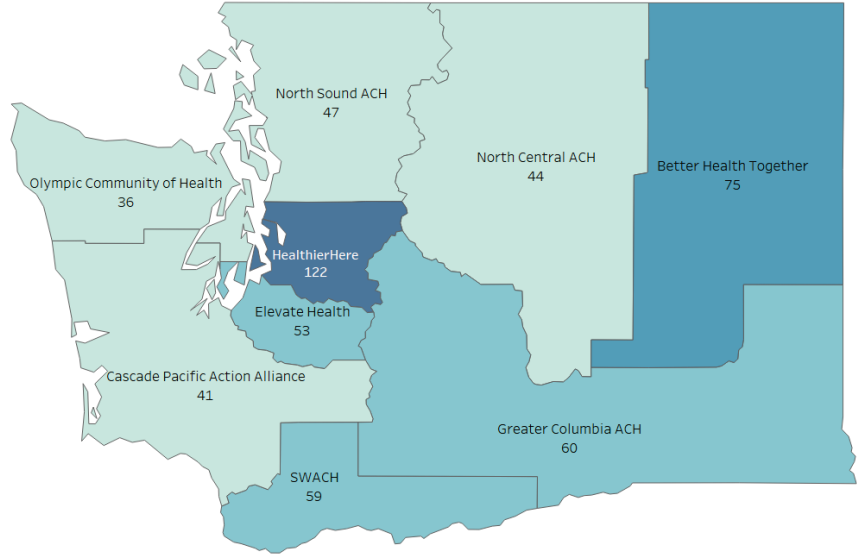 North Sound ACH
47
North Central ACH
44
Better Health Together
75
Olympic Community of Health
36
HealthierHere
122
Elevate Health
53
Cascade Pacific Action Alliance
41
Greater Columbia ACH
60
SWACH
59